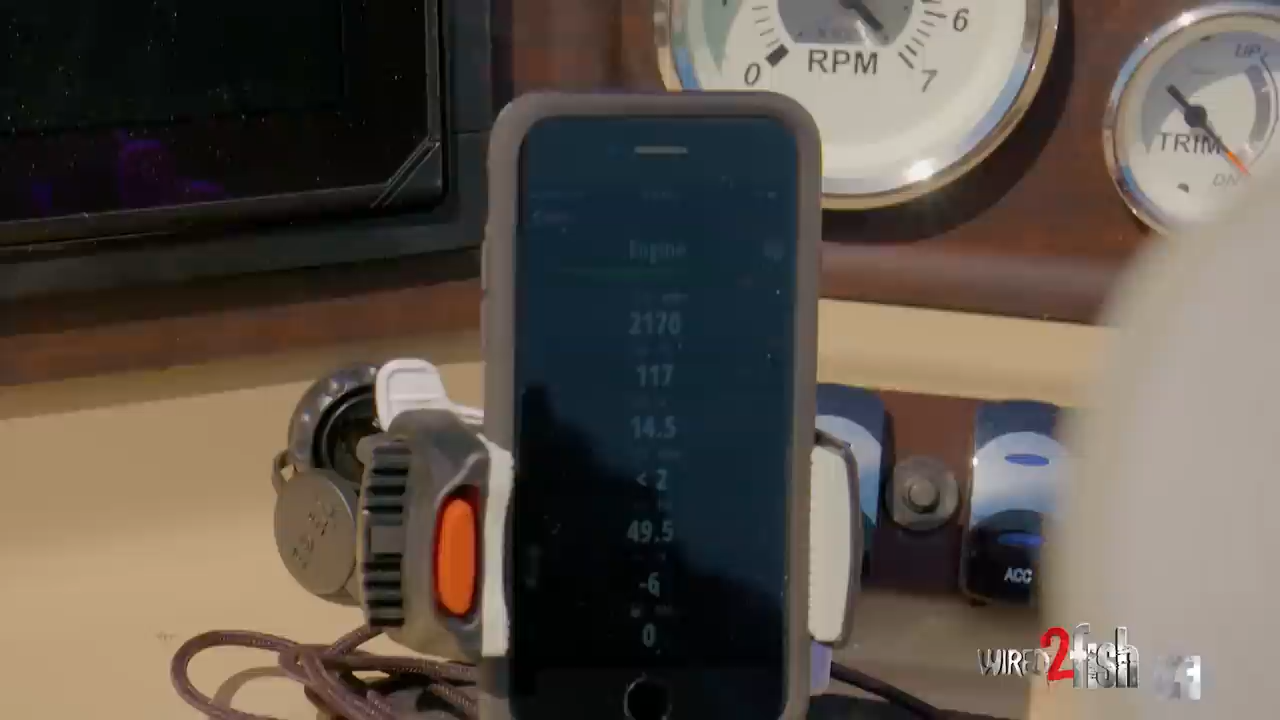 0
RPM
6
7
UP
TRIM
DN
Engine
2170
117
14.5
< 2
49.5
-6
0
ACC
WIRED2fish
f